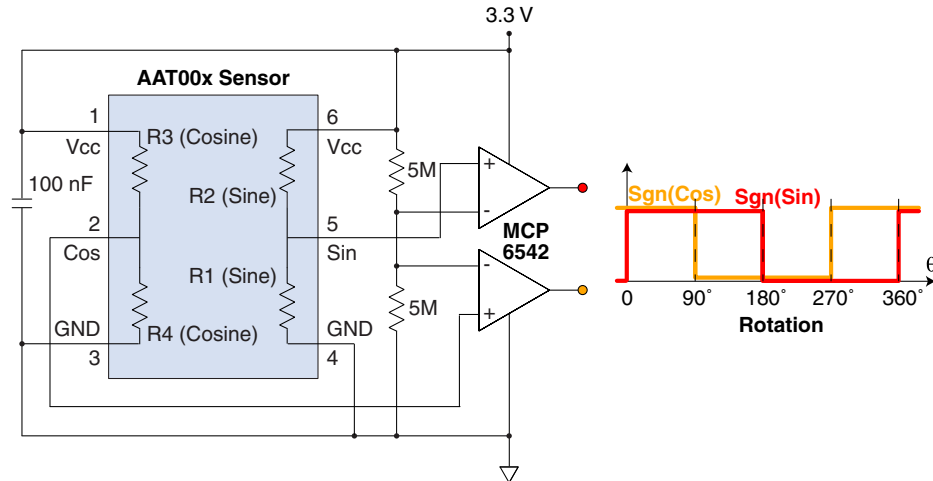 3.3 V
AAT00x Sensor
1
Vcc
R3 (Cosine)
6
Vcc
R2 (Sine)
5M
+
-
100 nF
2
Cos
5
Sin
MCP
6542
R1 (Sine)
-
+
5M
GND
3
R4 (Cosine)
GND
4
Sgn(Cos)
Sgn(Sin)
θ
0 90˚ 180˚ 270˚ 360˚
Rotation